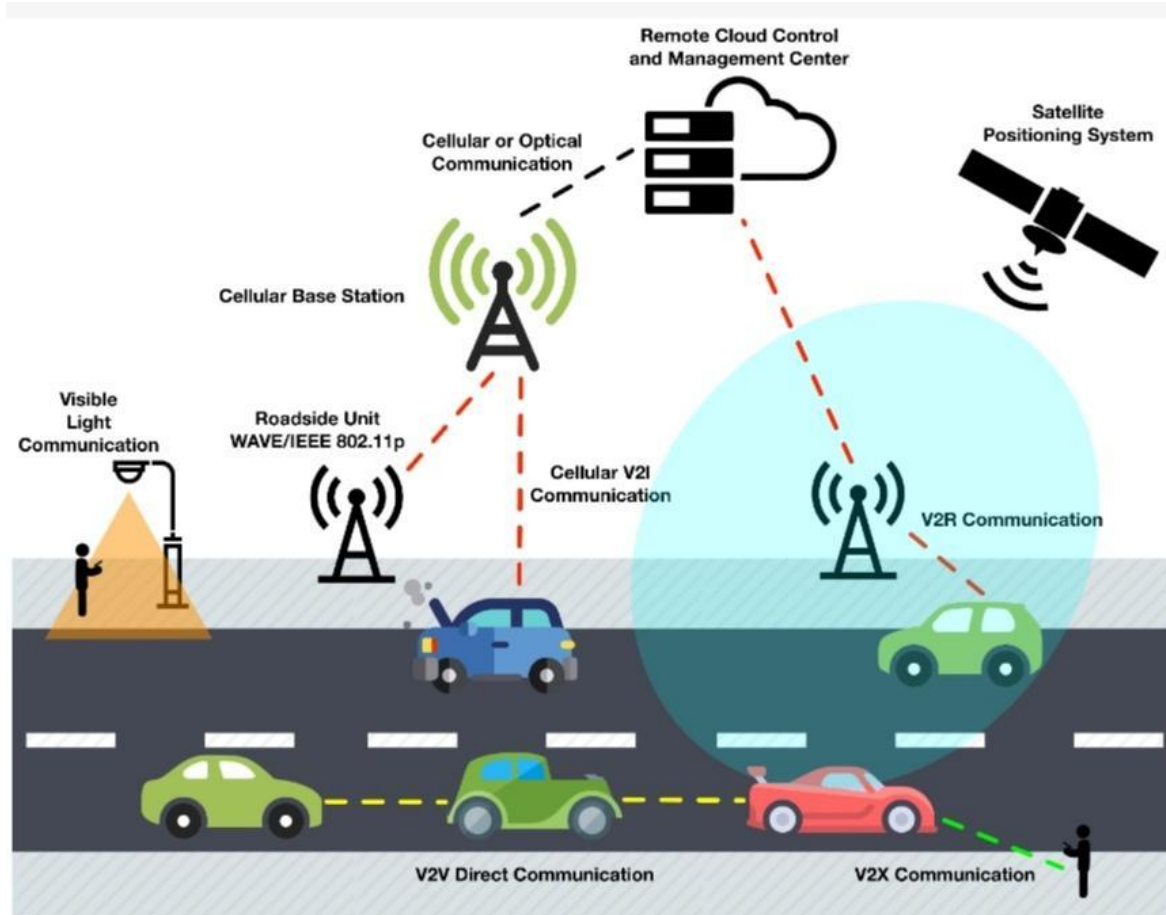 Remote Cloud Control
and Management Center
Satellite
Positioning System
Cellular or Optical
Communication
Cellular Base Station
Visible
Light
Communication
Roadside Unit
WAVE/IEEE 802.11p
Cellular V2I
Communication
V2R Communication
V2V Direct Communication
V2X Communication